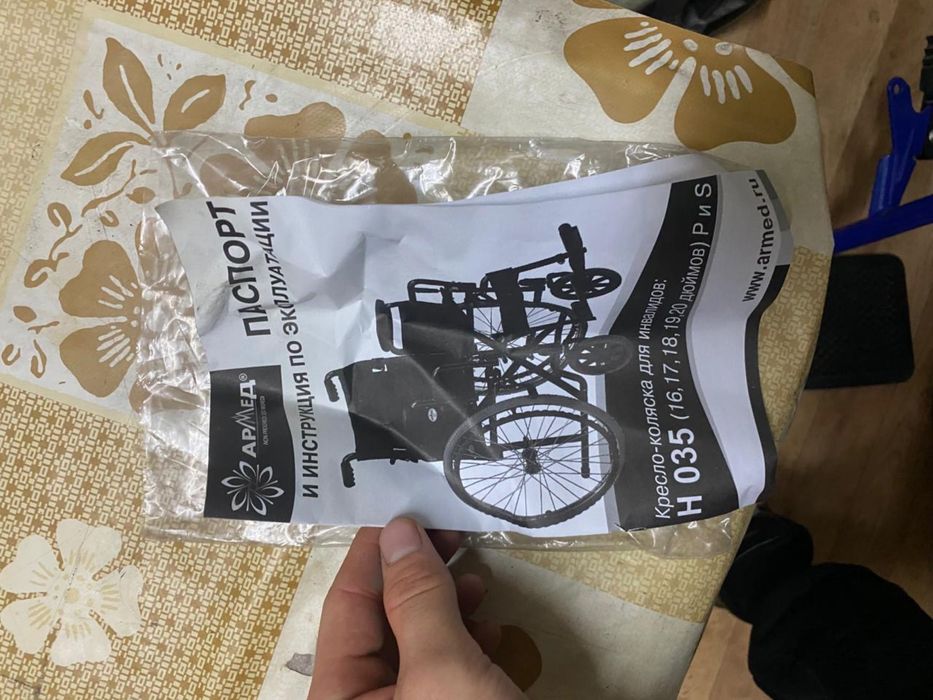 АРМЕД®
ПАСПОРТ
И ИНСТРУКЦИЯ ПО ЭКСПЛУАТАЦИИ
Кресло-коляска для инвалидов:
Н 035 (16,17,18,19,20 дюймов) Р и S
www.armed.ru